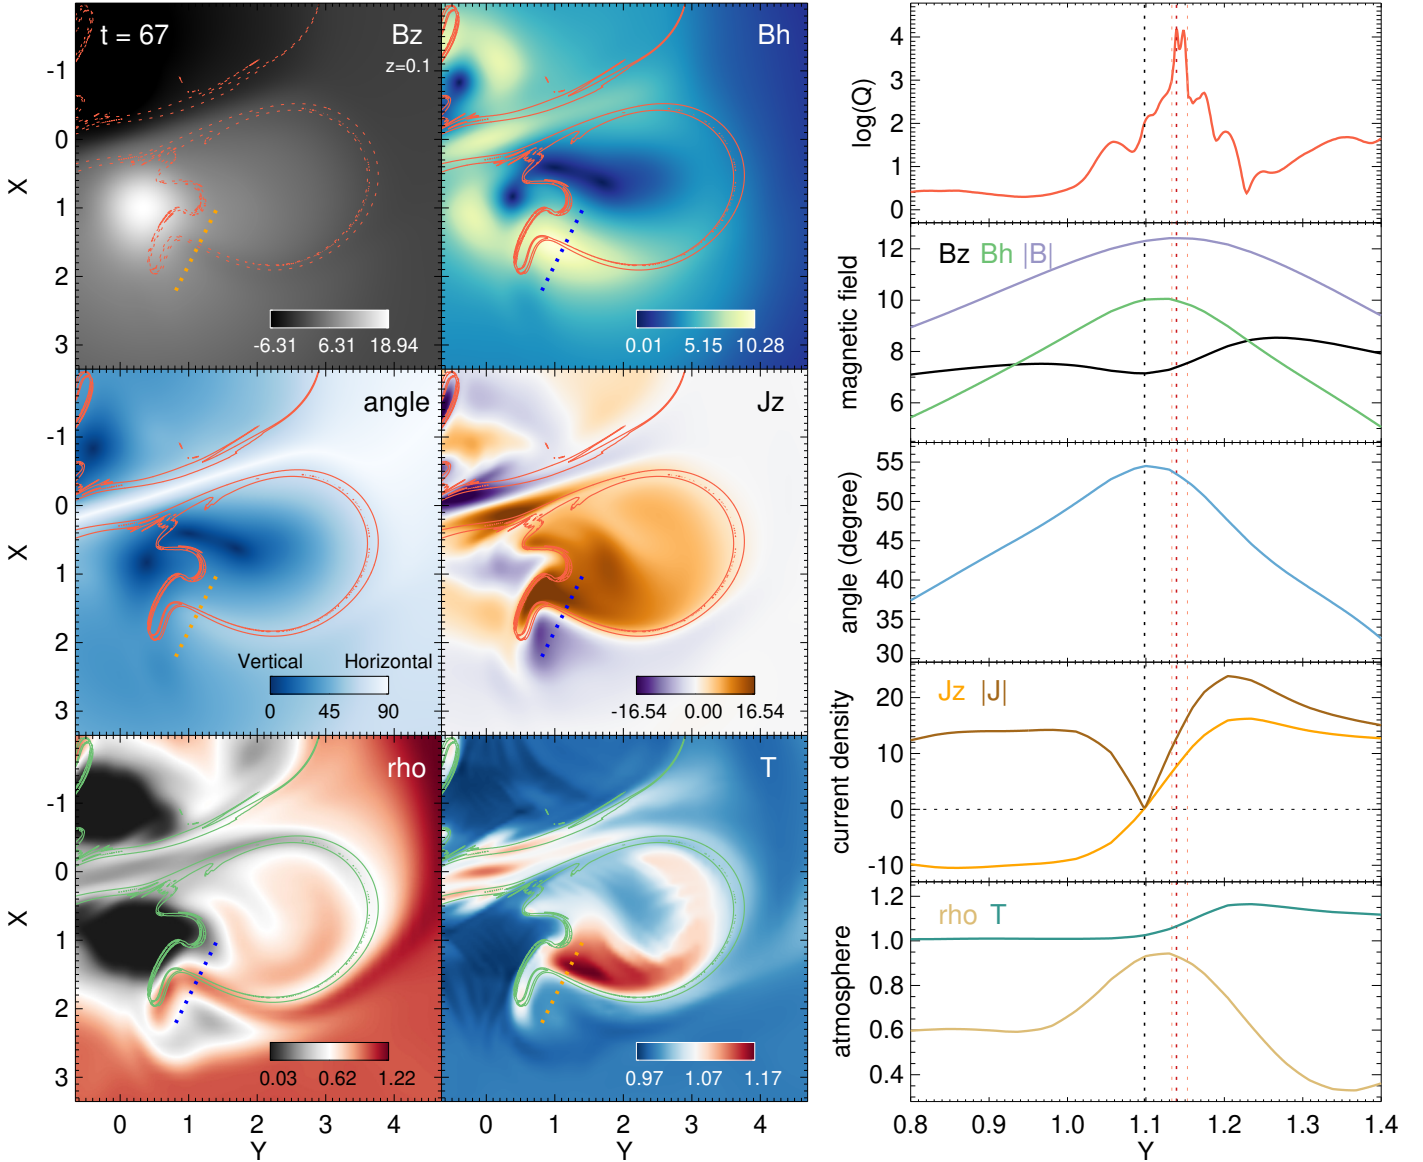 t = 67
Bz
z=0.1
-1
0
1
2
3
X
-6.31 6.31 18.94
Bh
0.01 5.15 10.28
angle
-1
0
1
2
3
X
Vertical Horizontal
0 45 90
Jz
-16.54 0.00 16.54
rho
-1
0
1
2
3
X
0.03 0.62 1.22
0 1 2 3 4
Y
T
0.97 1.07 1.17
0 1 2 3 4
Y
log(Q)
4
3
2
1
0
magnetic field
Bz Bh |B|
12
10
8
6
angle (degree)
55
50
45
40
35
30
current density
Jz |J|
20
10
0
-10
atmosphere
rho T
1.2
1.0
0.8
0.6
0.4
0.8 0.9 1.0 1.1 1.2 1.3 1.4
Y